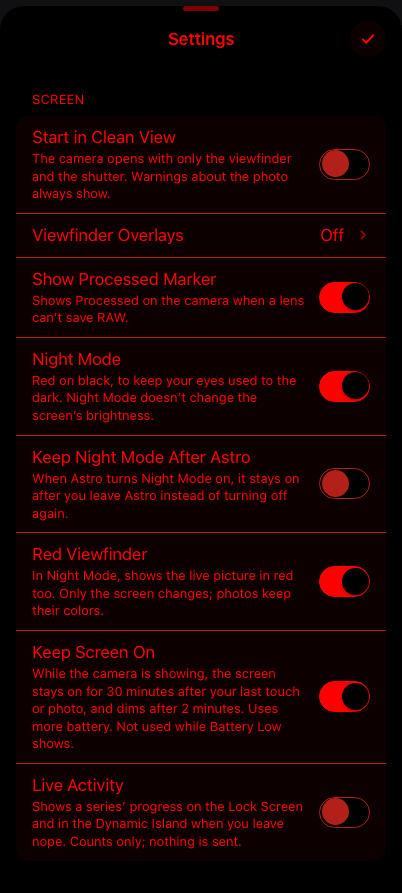 Settings
SCREEN
Start in Clean View
The camera opens with only the viewfinder
and the shutter. Warnings about the photo
always show.
Viewfinder Overlays Off
Show Processed Marker
Shows Processed on the camera when a lens
can't save RAW.
Night Mode
Red on black, to keep your eyes used to the
dark. Night Mode doesn't change the
screen's brightness.
Keep Night Mode After Astro
When Astro turns Night Mode on, it stays on
after you leave Astro instead of turning off
again.
Red Viewfinder
In Night Mode, shows the live picture in red
too. Only the screen changes; photos keep
their colors.
Keep Screen On
While the camera is showing, the screen
stays on for 30 minutes after your last touch
or photo, and dims after 2 minutes. Uses
more battery. Not used while Battery Low
shows.
Live Activity
Shows a series' progress on the Lock Screen
and in the Dynamic Island when you leave
nope. Counts only; nothing is sent.